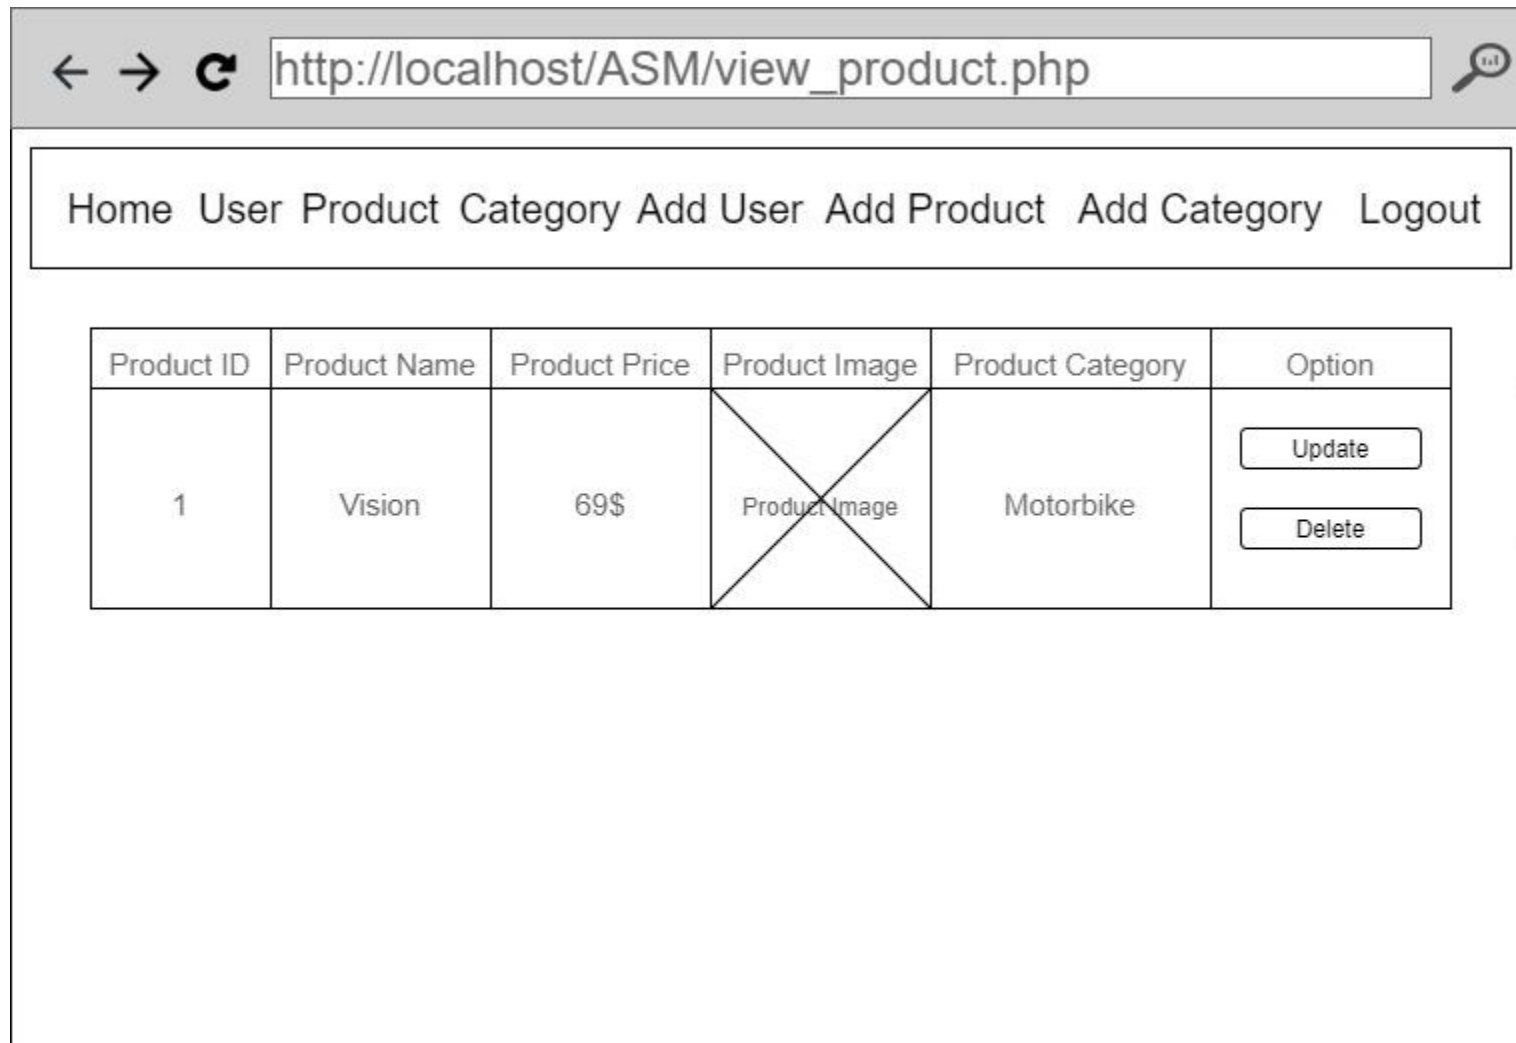 http://localhost/ASM/view_product.php
Home User Product Category Add User Add Product Add Category Logout
Product ID Product Name Product Price Product Image Product Category Option
Update
1 Vision 69$ Product Image Motorbike
Delete